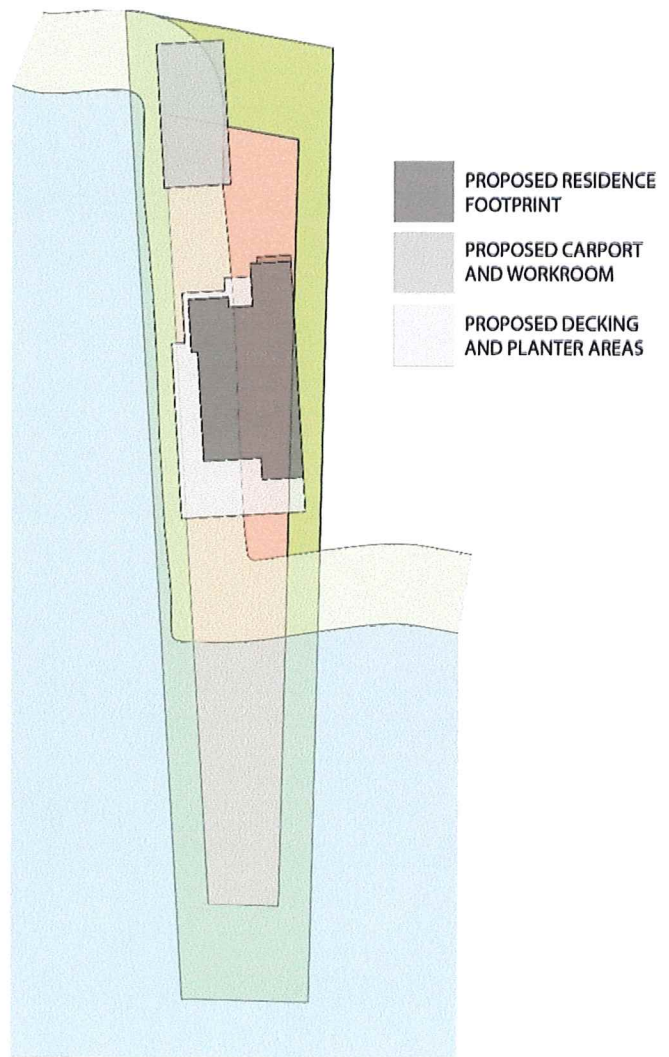 PROPOSED RESIDENCE
FOOTPRINT
PROPOSED CARPORT
AND WORKROOM
PROPOSED DECKING
AND PLANTER AREAS